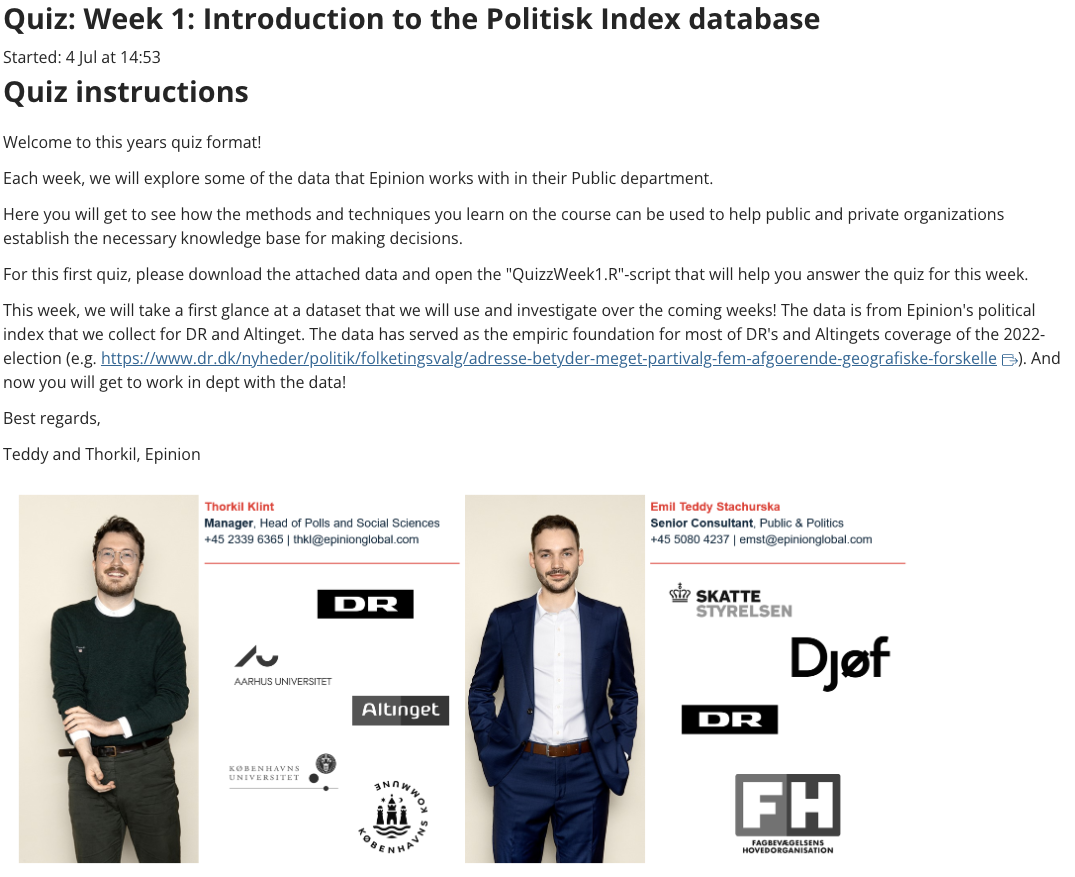 Quiz: Week 1: Introduction to the Politisk Index database
Started: 4 Jul at 14:53
Quiz instructions
Welcome to this years quiz format!
Each week, we will explore some of the data that Epinion works with in their Public department.
Here you will get to see how the methods and techniques you learn on the course can be used to help public and private organizations
establish the necessary knowledge base for making decisions.
For this first quiz, please download the attached data and open the "QuizzWeek1.R"-script that will help you answer the quiz for this week.
This week, we will take a first glance at a dataset that we will use and investigate over the coming weeks! The data is from Epinion's political
index that we collect for DR and Altinget. The data has served as the empiric foundation for most of DR's and Altingets coverage of the 2022-
election (e.g. https://www.dr.dk/nyheder/politik/folketingsvalg/adresse-betyder-meget-partivalg-fem-afgoerende-geografiske-forskelle). And
now you will get to work in dept with the data!
Best regards,
Teddy and Thorkil, Epinion
Thorkil Klint
Manager, Head of Polls and Social Sciences
+45 2339 6365 | thkl@epinionglobal.com
DR
AARHUS UNIVERSITET
Altinget
KØBENHAVNS
UNIVERSITET
KØBENHAVNS KOMMUNE
Emil Teddy Stachurska
Senior Consultant, Public & Politics
+45 5080 4237 | emst@epinionglobal.com
SKATTE
STYRELSEN
Djøf
DR
FH
FAGBEVÆGELSENS
HOVEDORGANISATION